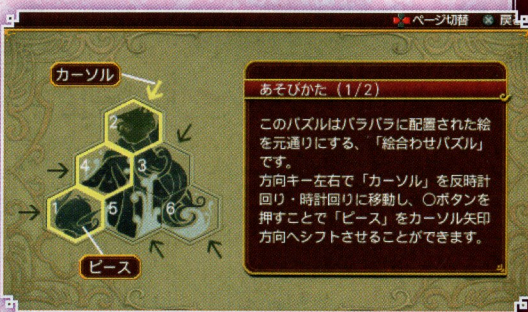 ページ切替
カーソル
あそびかた (1/2)
このパズルはバラバラに配置された絵
を元通りにする、「絵合わせパズル」
です。
方向キー左右で「カーソル」を反時計
回り・時計回りに移動し、○ボタンを
押すことで「ピース」をカーソル矢印
方向へシフトさせることができます。
2
4 3
1 5 6
ピース